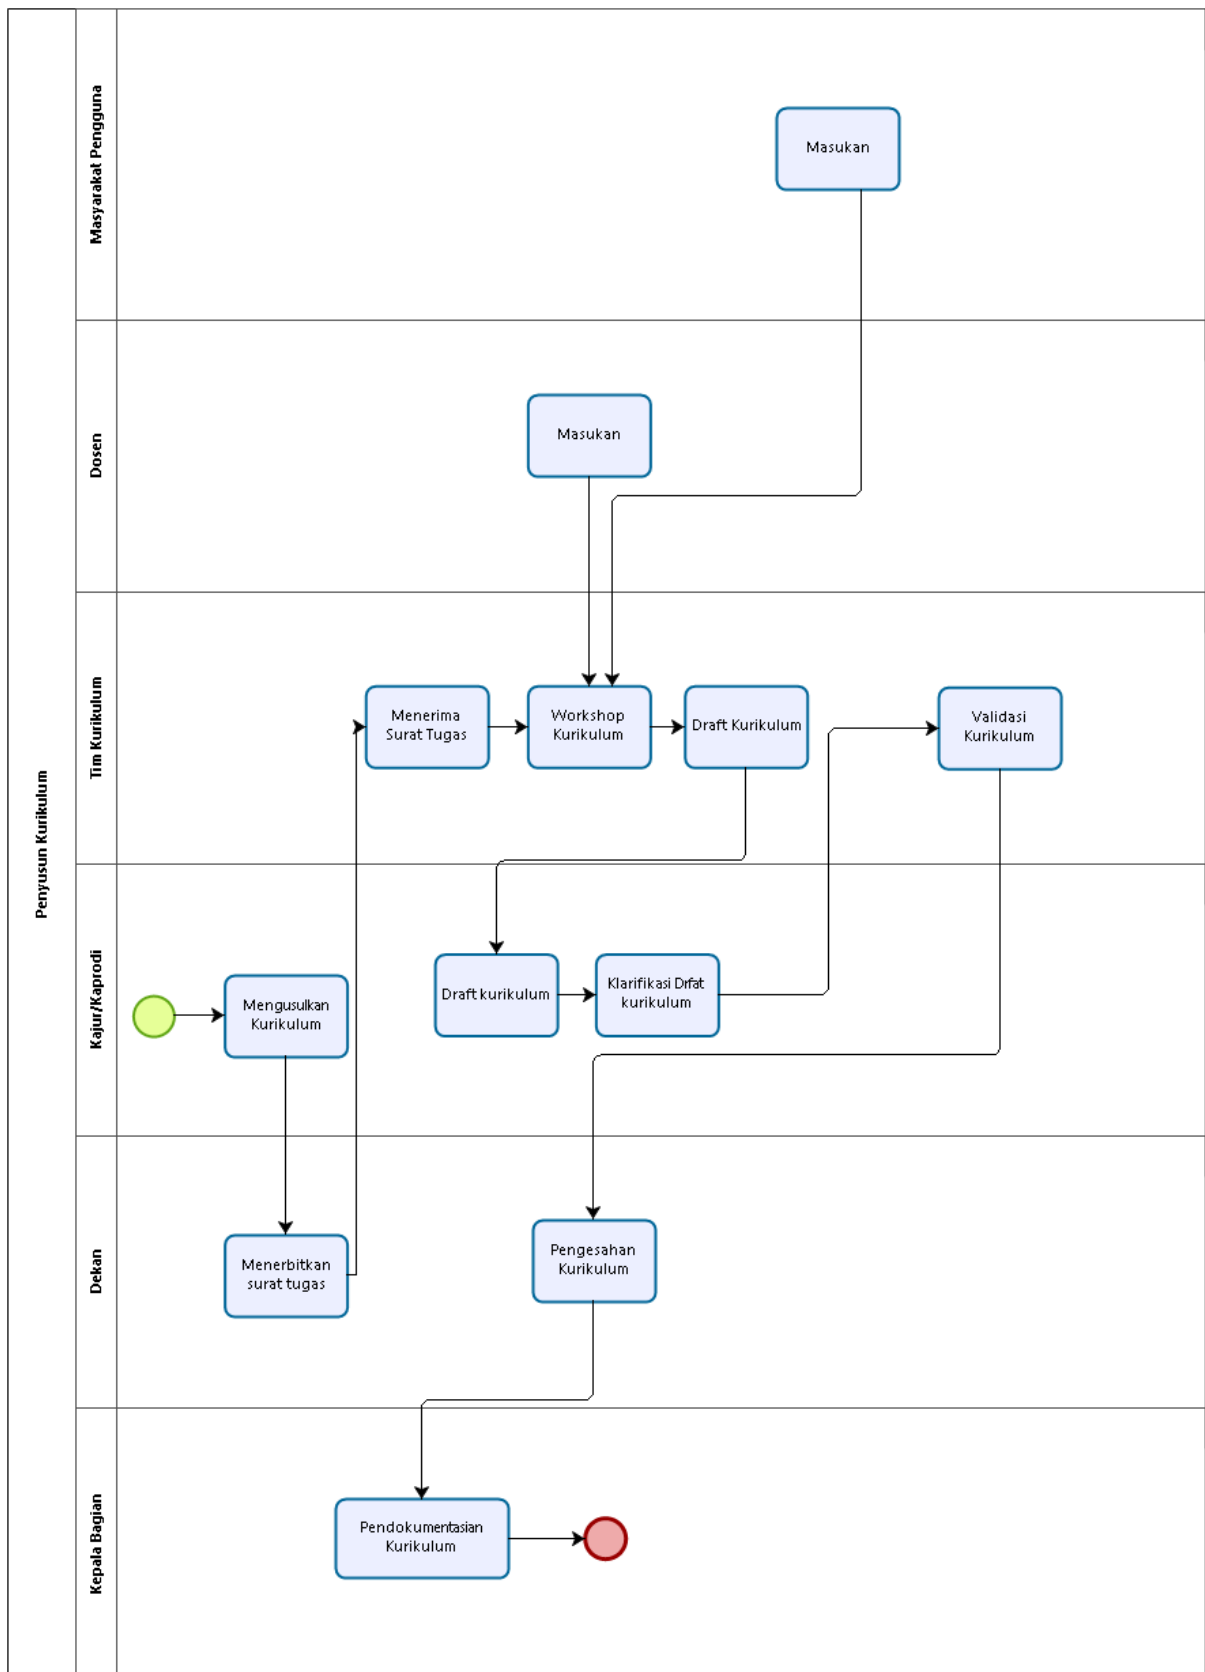 Penyusun Kurikulum
Masyarakat Pengguna
Masukan
Dosen
Masukan
Tim Kurikulum
Menerima
Surat Tugas
Workshop
Kurikulum
Draft Kurikulum
Validasi
Kurikulum
Kajur/Kaprodi
Mengusulkan
Kurikulum
Draft kurikulum
Klarifikasi Drfat
kurikulum
Dekan
Menerbitkan
surat tugas
Pengesahan
Kurikulum
Kepala Bagian
Pendokumentasian
Kurikulum